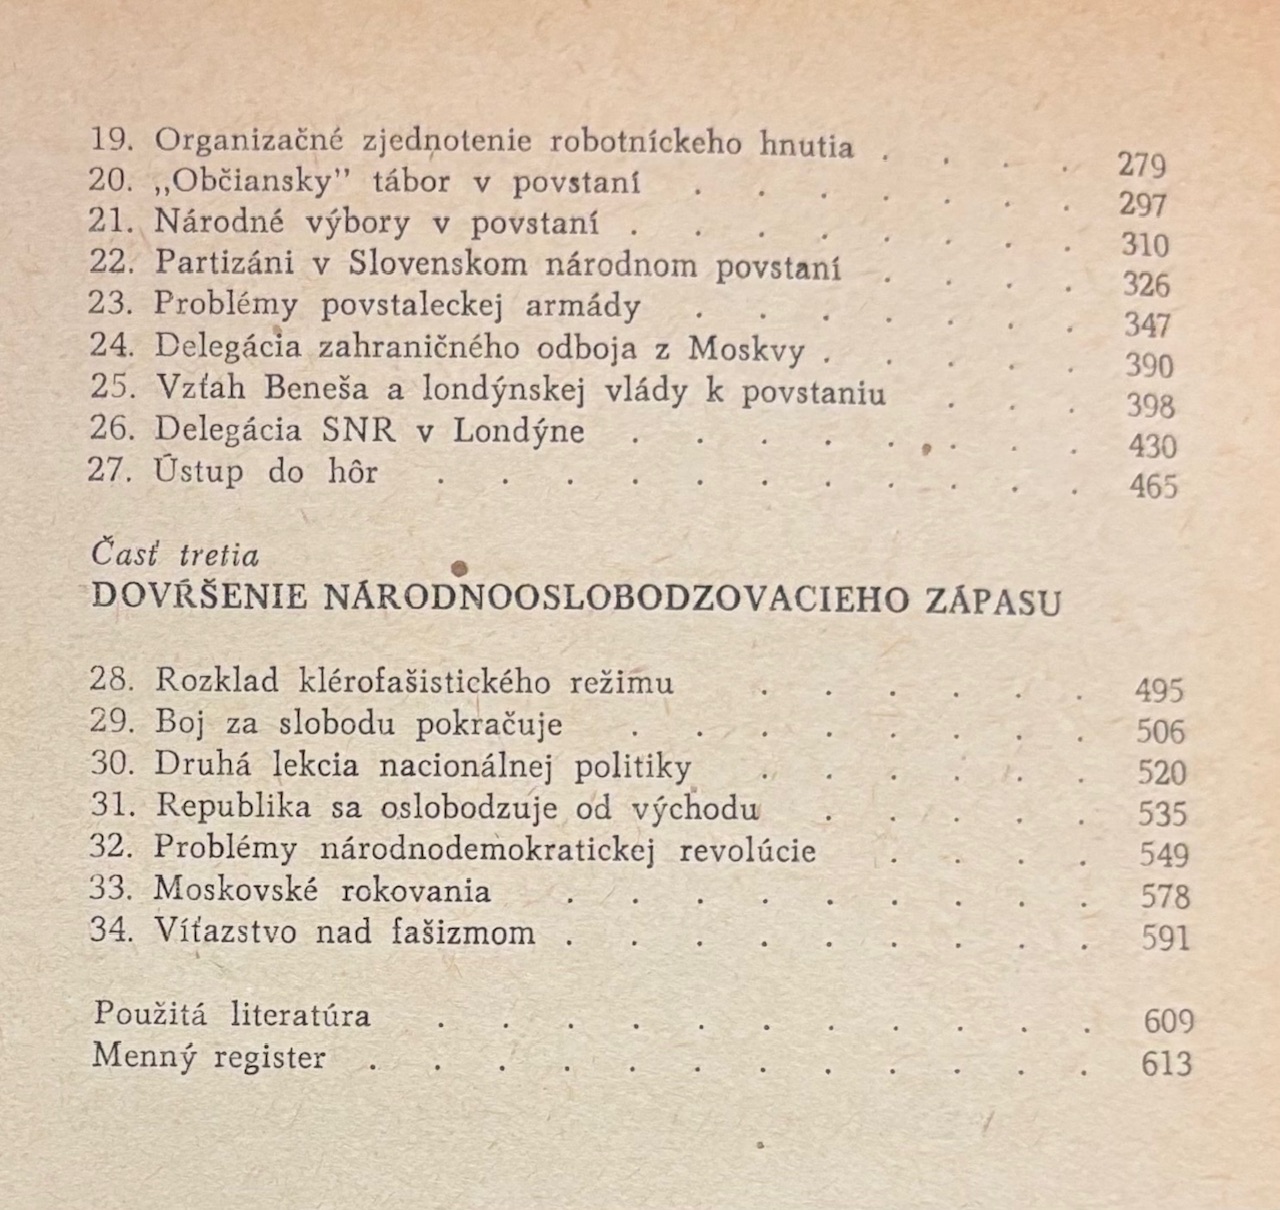 19. Organizačné zjednotenie robotníckeho hnutia . . . . 279
20. „Občiansky” tábor v povstaní . . . . . . . 297
21. Národné výbory v povstaní . . . . . . . . 310
22. Partizáni v Slovenskom národnom povstaní . . . . 326
23. Problémy povstaleckej armády . . . . . . . 347
24. Delegácia zahraničného odboja z Moskvy . . . . . 390
25. Vzťah Beneša a londýnskej vlády k povstaniu . . . 398
26. Delegácia SNR v Londýne . . . . . . . . 430
27. Ústup do hôr . . . . . . . . . . . 465
Časť tretia
DOVŔŠENIE NÁRODNOOSLOBODZOVACIEHO ZÁPASU
28. Rozklad klérofašistického režimu . . . . . . 495
29. Boj za slobodu pokračuje . . . . . . . . 506
30. Druhá lekcia nacionálnej politiky . . . . . . 520
31. Republika sa oslobodzuje od východu . . . . . 535
32. Problémy národnodemokratickej revolúcie . . . . 549
33. Moskovské rokovania . . . . . . . . . 578
34. Víťazstvo nad fašizmom . . . . . . . . . 591
Použitá literatúra . . . . . . . . . . . 609
Menný register . . . . . . . . . . . . 613